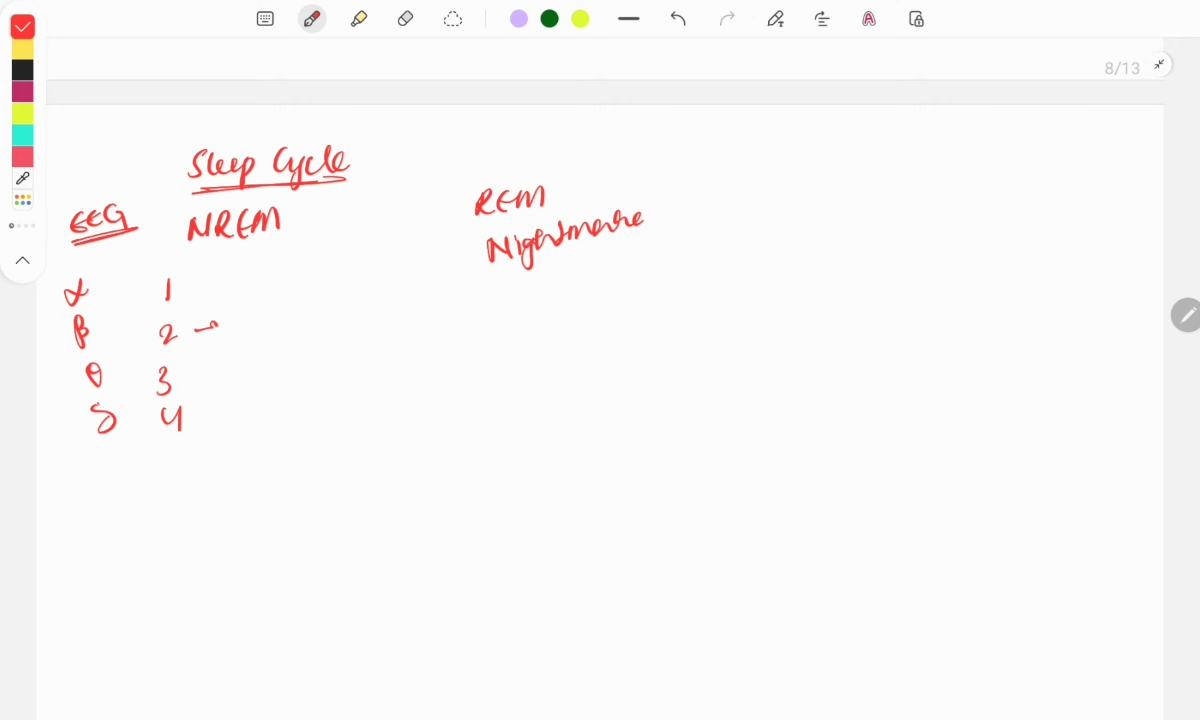 8/13
Sleep Cycle
EEG NREM REM
Nightmare
α 1
β 2
θ 3
δ 4